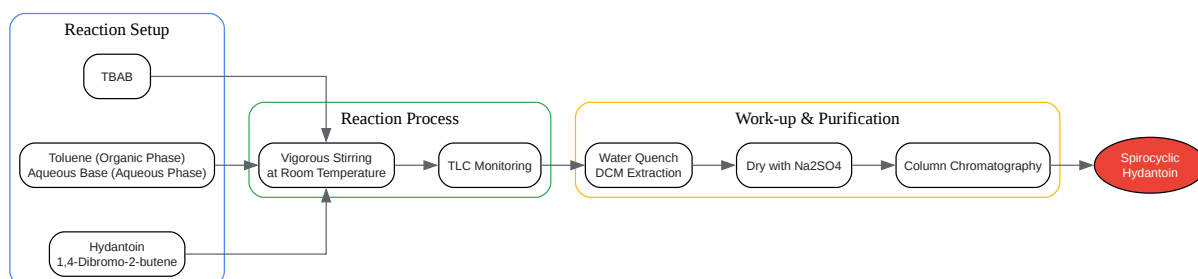 Reaction Setup
TBAB
Toluene (Organic Phase)
Aqueous Base (Aqueous Phase)
Hydantoin
1,4-Dibromo-2-butene
Reaction Process
Vigorous Stirring
at Room Temperature
TLC Monitoring
Work-up & Purification
Water Quench
DCM Extraction
Dry with Na2SO4
Column Chromatography
Spirocyclic
Hydantoin